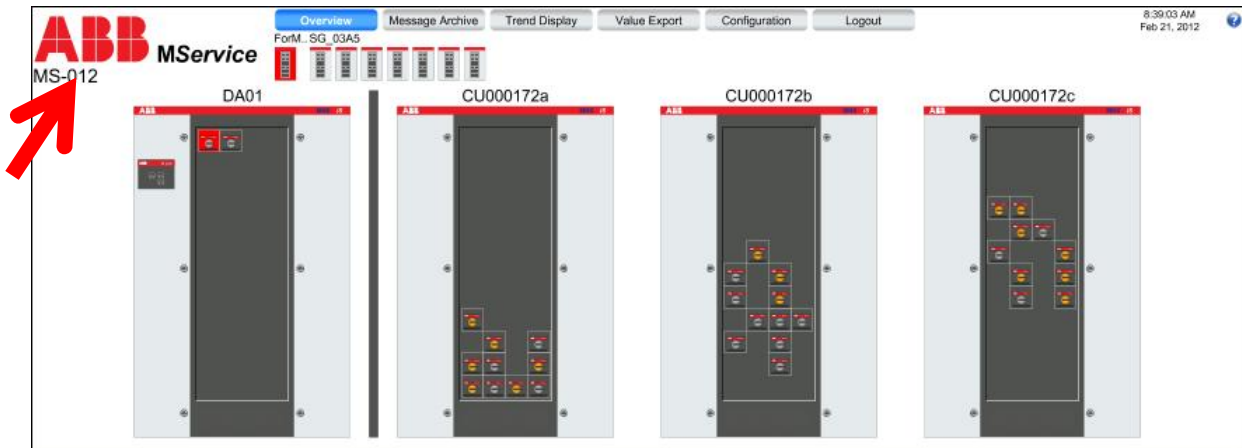 Overview Message Archive Trend Display Value Export Configuration Logout
8:39:03 AM
Feb 21, 2012
ABB MService
ForM.. SG_03A5
MS-012
DA01 CU000172a CU000172b CU000172c
ABB ABB ABB ABB